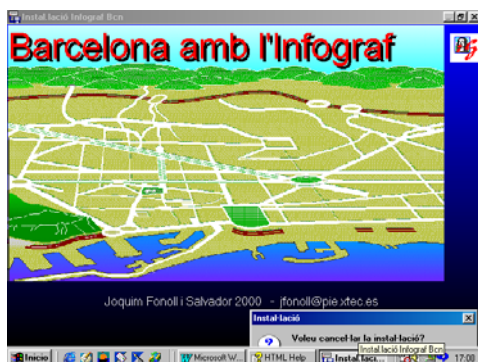 Instal·lació Infograf Bcn
Barcelona amb l'Infograf
Joquim Fonoll i Salvador 2000 - jfonoll@pie.xtec.es
Instal·lació
Voleu cancel·lar la instal·lació?
Instal·lació Infograf Bcn
Inicio
Microsoft W...
HTML Help
Instal.laci...
17:08